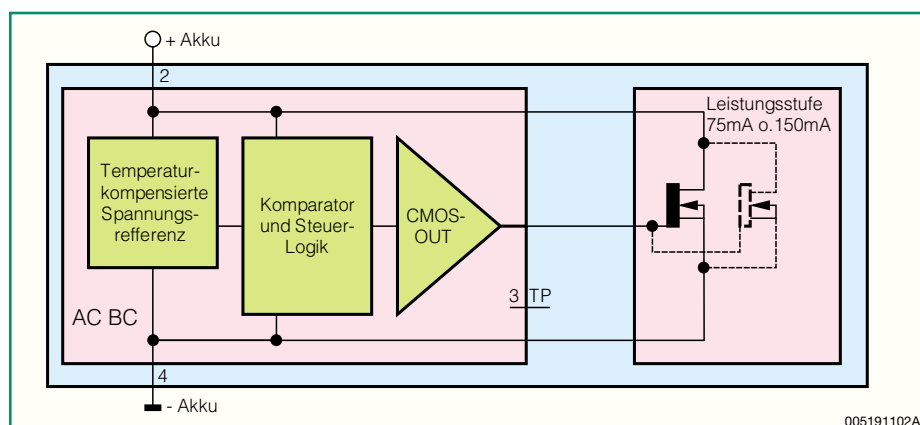 + Akku
2
Leistungsstufe
75mA o.150mA
Temperatur-
kompensierte
Spannungs-
refferenz
Komparator
und Steuer-
Logik
CMOS-
OUT
3 TP
AC BC
4
- Akku
005191102A